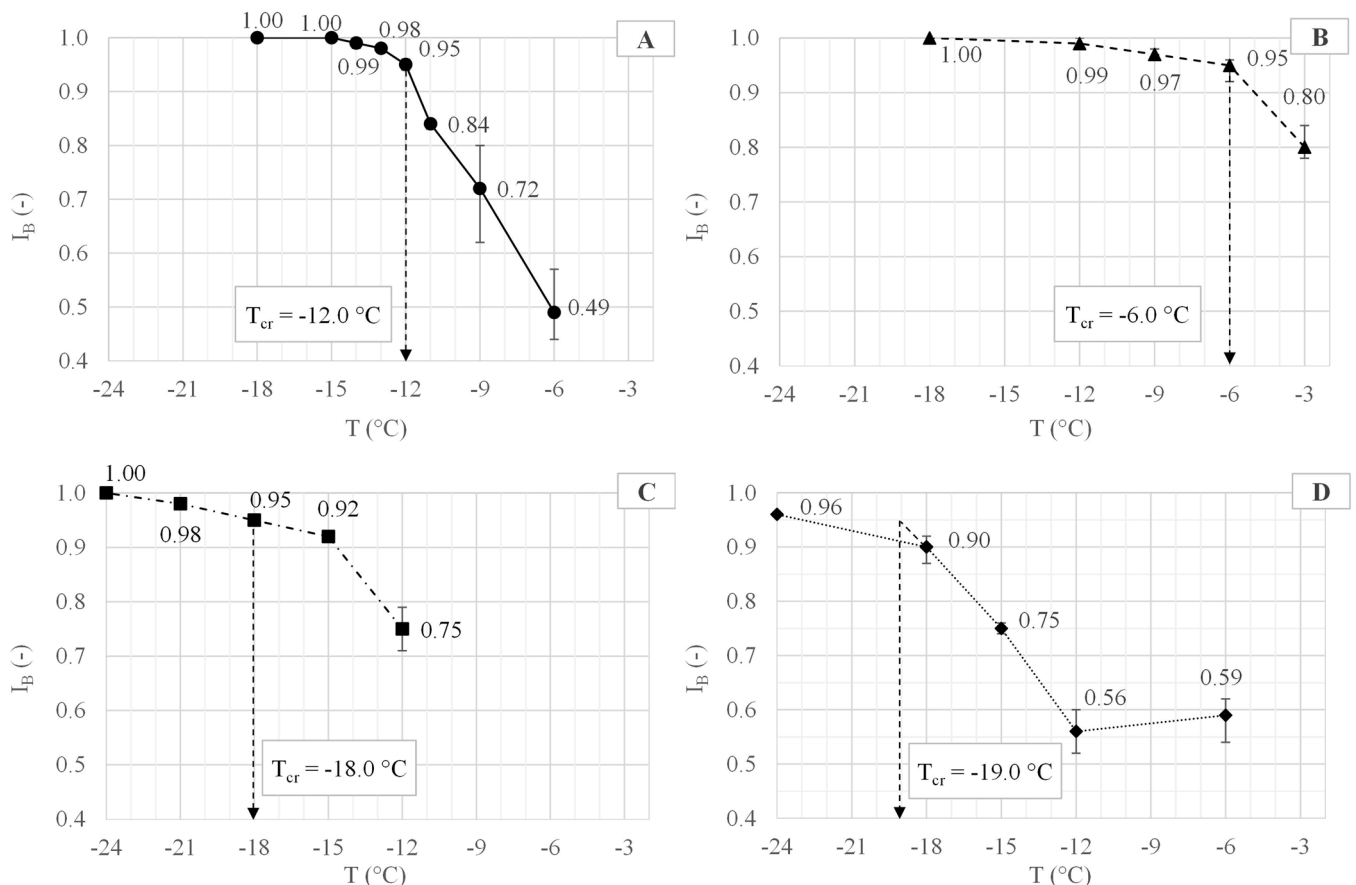 A
1.00 1.00 0.98 0.95
0.99
0.84
0.72
0.49
1.0
0.9
0.8
0.7
0.6
0.5
0.4
I_B (-)
T_cr = -12.0 °C
-24 -21 -18 -15 -12 -9 -6 -3
T (°C)
B
1.00 0.99 0.97 0.95
0.80
1.0
0.9
0.8
0.7
0.6
0.5
0.4
I_B (-)
T_cr = -6.0 °C
-24 -21 -18 -15 -12 -9 -6 -3
T (°C)
C
1.00
0.98
0.95
0.92
0.75
1.0
0.9
0.8
0.7
0.6
0.5
0.4
I_B (-)
T_cr = -18.0 °C
-24 -21 -18 -15 -12 -9 -6 -3
T (°C)
D
0.96
0.90
0.75
0.56
0.59
1.0
0.9
0.8
0.7
0.6
0.5
0.4
I_B (-)
T_cr = -19.0 °C
-24 -21 -18 -15 -12 -9 -6 -3
T (°C)